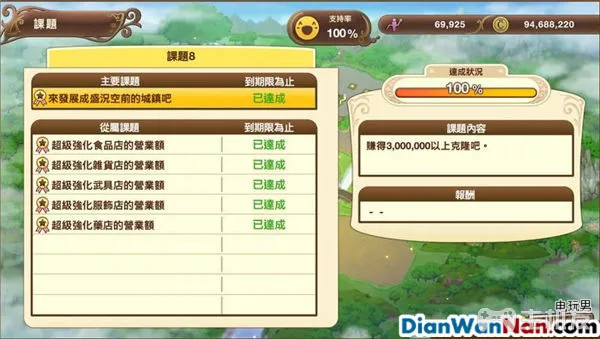 課題
支持率
100%
69,925
94,688,220
課題8
主要課題 到期限為止
來發展成盛況空前的城鎮吧 已達成
從屬課題 到期限為止
超級強化食品店的營業額 已達成
超級強化雜貨店的營業額 已達成
超級強化武具店的營業額 已達成
超級強化服飾店的營業額 已達成
超級強化藥店的營業額 已達成
達成狀況
100%
課題內容
賺得3,000,000以上克隆吧。
報酬
- -
电玩男
DianWanNan.com